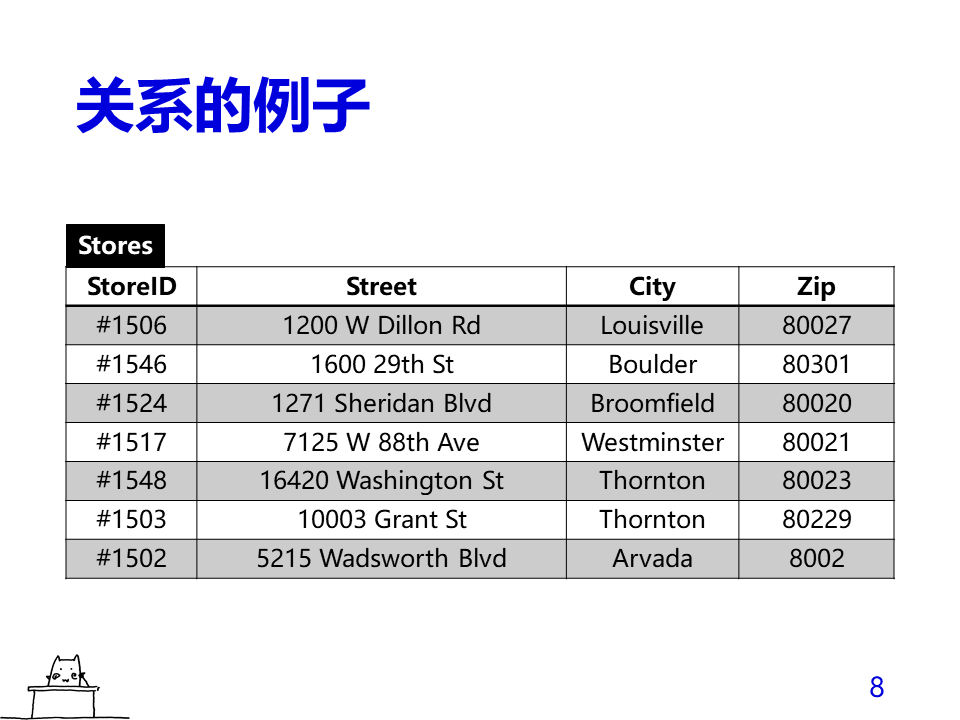 关系的例子
Stores
StoreID Street City Zip
#1506 1200 W Dillon Rd Louisville 80027
#1546 1600 29th St Boulder 80301
#1524 1271 Sheridan Blvd Broomfield 80020
#1517 7125 W 88th Ave Westminster 80021
#1548 16420 Washington St Thornton 80023
#1503 10003 Grant St Thornton 80229
#1502 5215 Wadsworth Blvd Arvada 8002
8